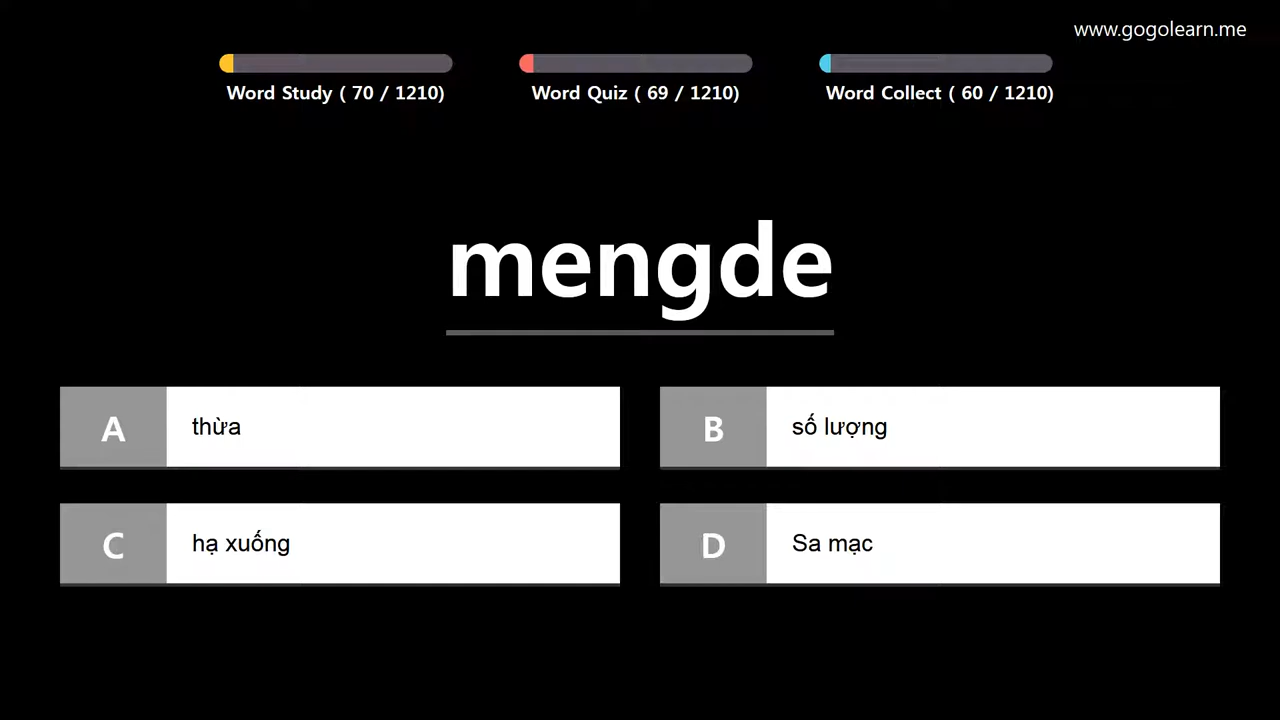 www.gogolearn.me
Word Study ( 70 / 1210)
Word Quiz ( 69 / 1210)
Word Collect ( 60 / 1210)
mengde
A thừa
B số lượng
C hạ xuống
D Sa mạc